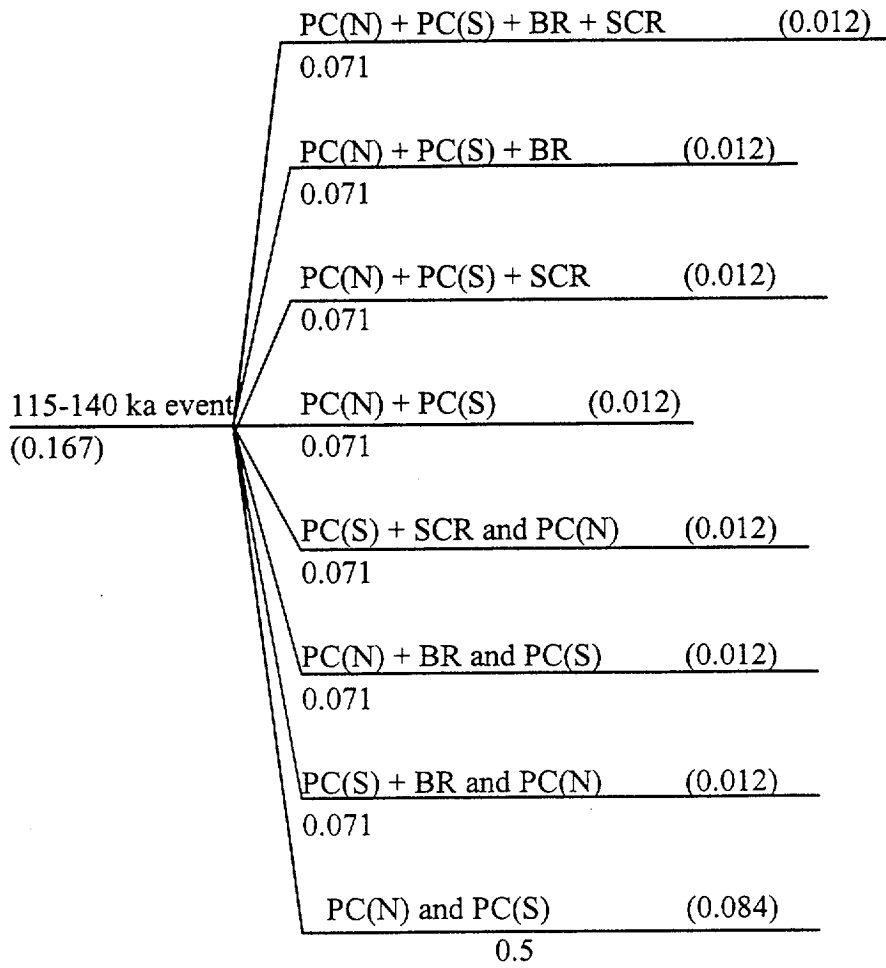 PC(N) + PC(S) + BR + SCR (0.012)
0.071
PC(N) + PC(S) + BR (0.012)
0.071
PC(N) + PC(S) + SCR (0.012)
0.071
115-140 ka event PC(N) + PC(S) (0.012)
(0.167) 0.071
PC(S) + SCR and PC(N) (0.012)
0.071
PC(N) + BR and PC(S) (0.012)
0.071
PC(S) + BR and PC(N) (0.012)
0.071
PC(N) and PC(S) (0.084)
0.5